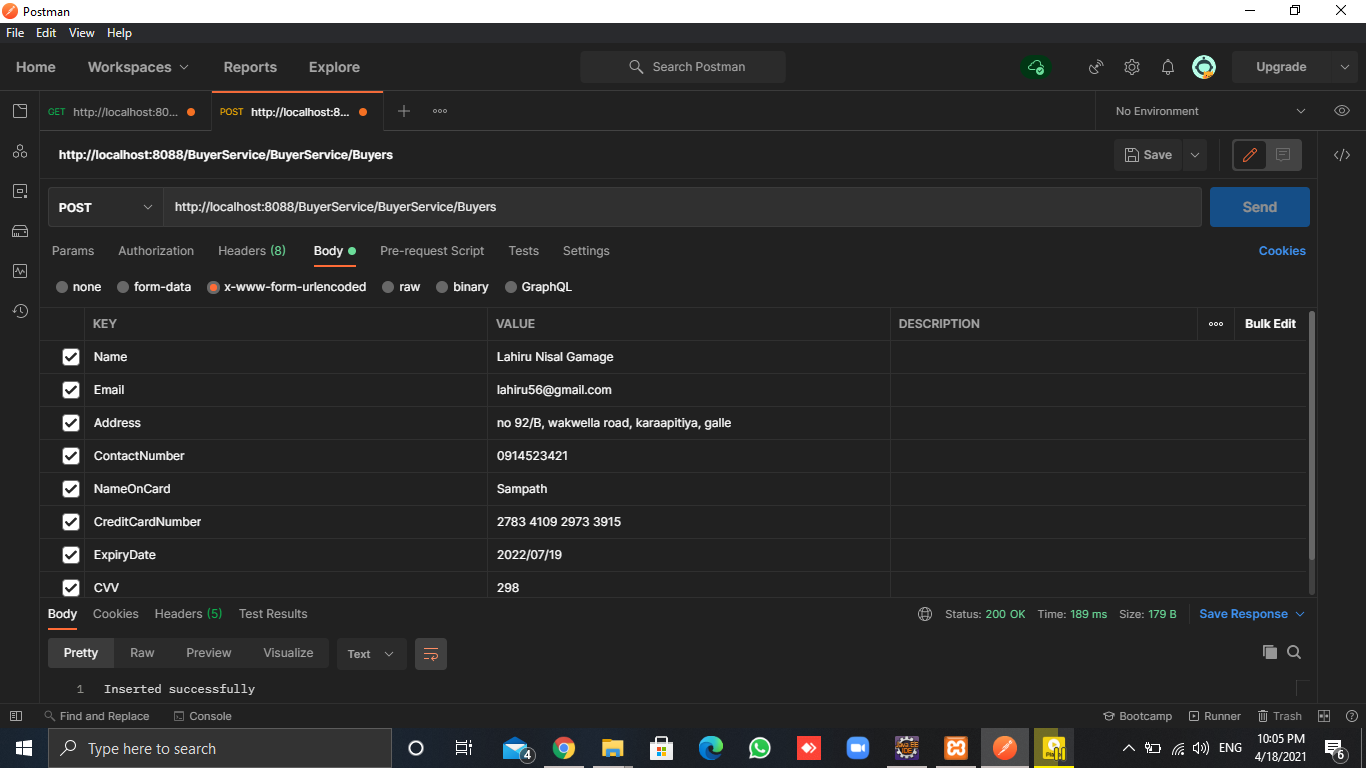 Postman
File Edit View Help
Home Workspaces Reports Explore Search Postman Upgrade
GET http://localhost:80... POST http://localhost:8... No Environment
http://localhost:8088/BuyerService/BuyerService/Buyers Save
POST http://localhost:8088/BuyerService/BuyerService/Buyers Send
Params Authorization Headers (8) Body Pre-request Script Tests Settings Cookies
none form-data x-www-form-urlencoded raw binary GraphQL
KEY VALUE DESCRIPTION Bulk Edit
Name Lahiru Nisal Gamage
Email lahiru56@gmail.com
Address no 92/B, wakwella road, karaapitiya, galle
ContactNumber 0914523421
NameOnCard Sampath
CreditCardNumber 2783 4109 2973 3915
ExpiryDate 2022/07/19
CVV 298
Body Cookies Headers (5) Test Results Status: 200 OK Time: 189 ms Size: 179 B Save Response
Pretty Raw Preview Visualize Text
1 Inserted successfully
Find and Replace Console Bootcamp Runner Trash
Type here to search 4 ENG 10:05 PM
4/18/2021 6